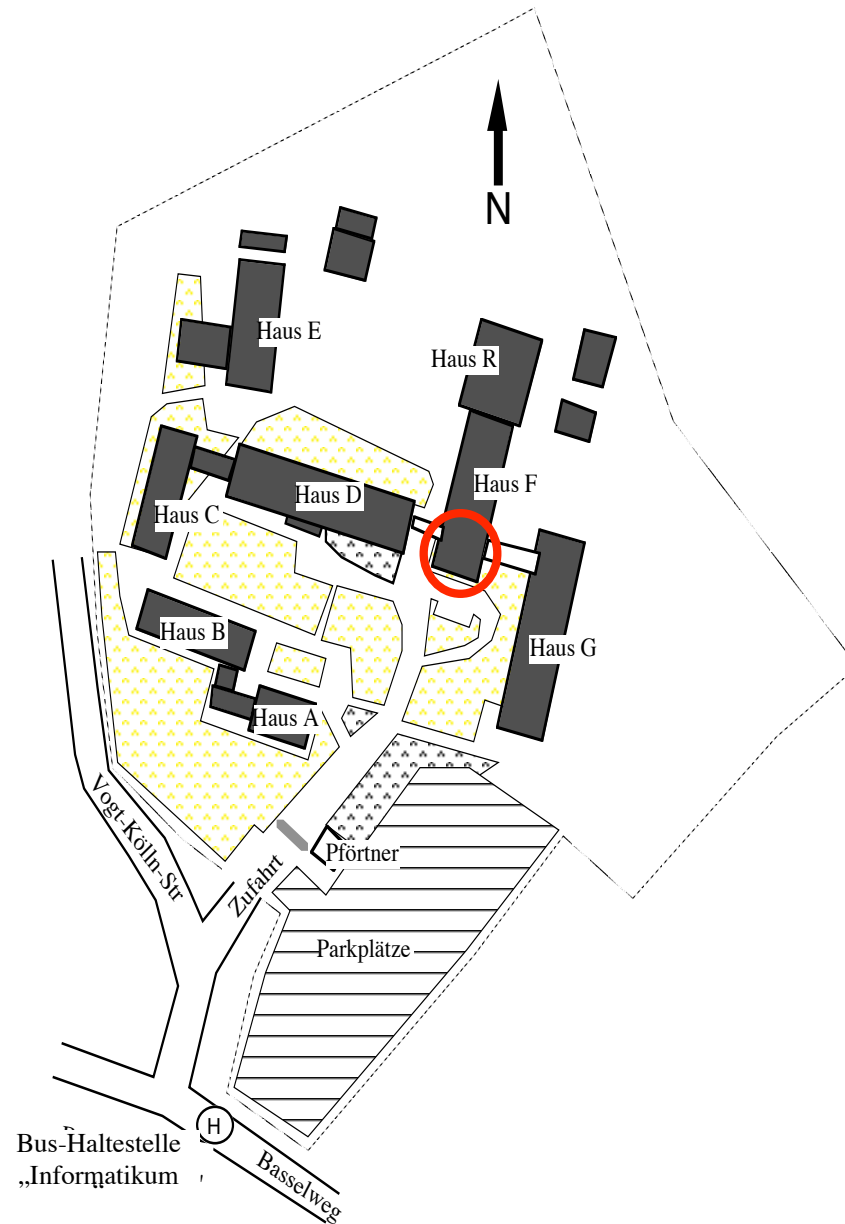 N
Haus E
Haus R
Haus F
Haus D
Haus C
Haus B
Haus G
Haus A
Vogt-Kölln-Str
Zufahrt
Pförtner
Parkplätze
H
Bus-Haltestelle
„Informatikum
Basselweg